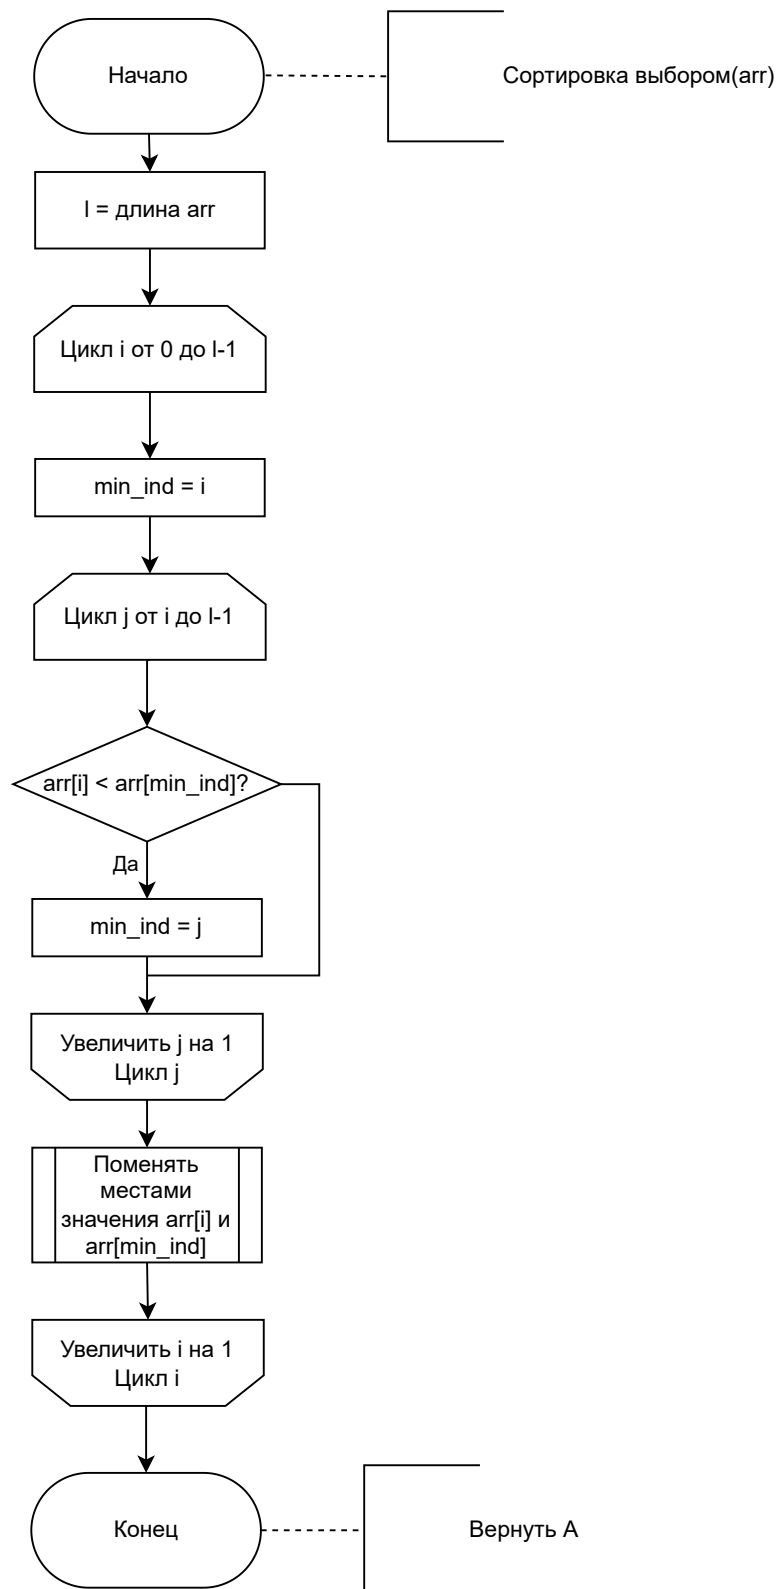 Начало
Сортировка выбором(arr)
l = длина arr
Цикл i от 0 до l-1
min_ind = i
Цикл j от i до l-1
arr[i] < arr[min_ind]?
Да
min_ind = j
Увеличить j на 1
Цикл j
Поменять
местами
значения arr[i] и
arr[min_ind]
Увеличить i на 1
Цикл i
Конец
Вернуть A